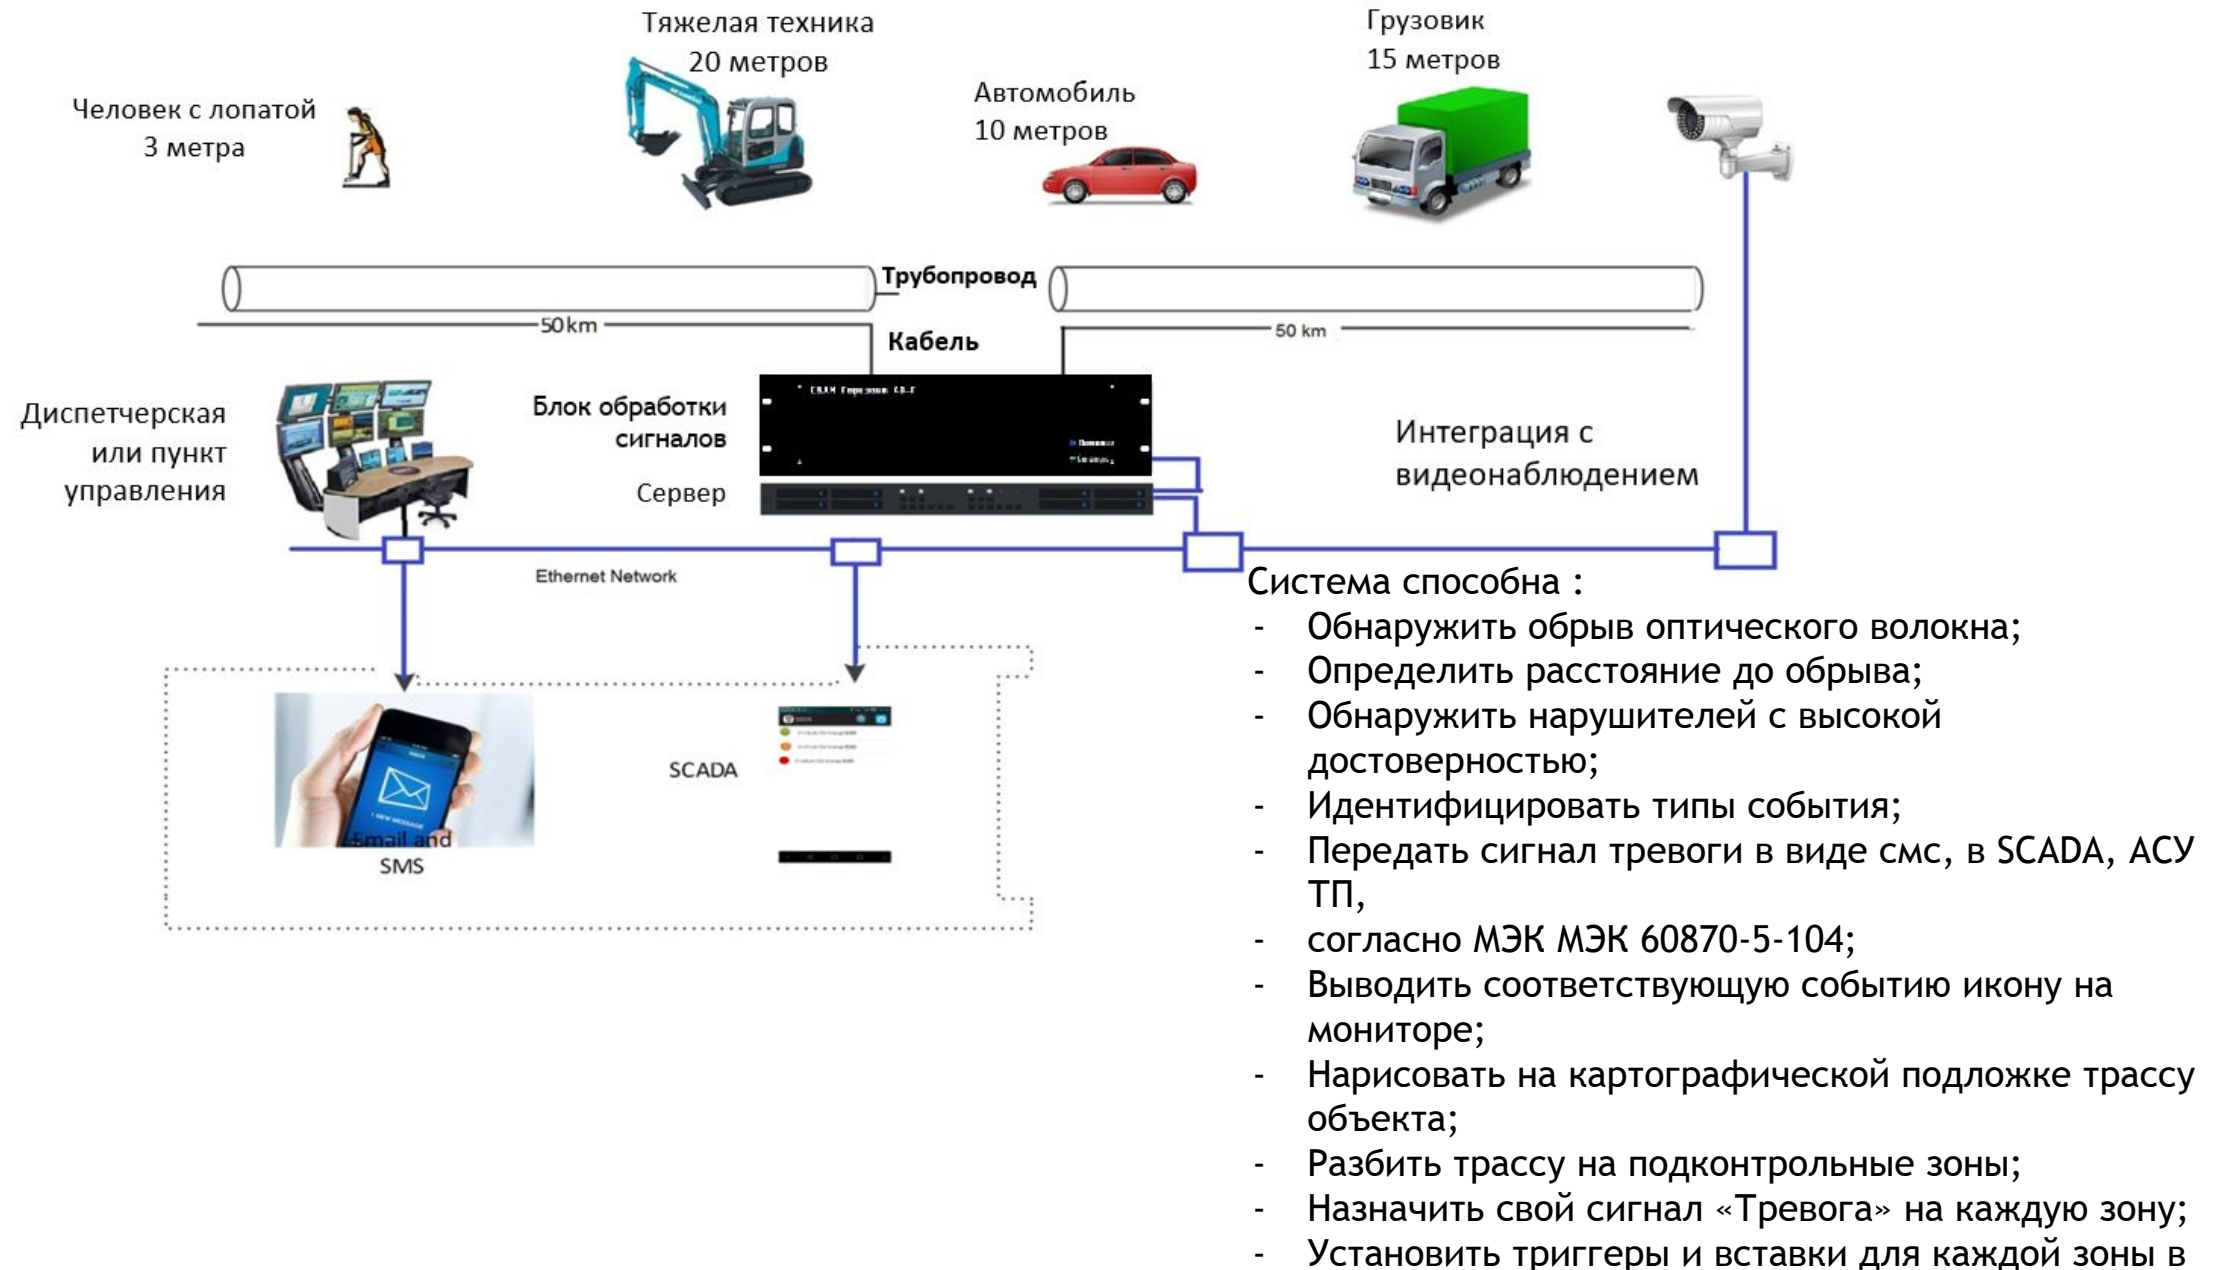 Тяжелая техника
20 метров
Грузовик
15 метров
Автомобиль
10 метров
Человек с лопатой
3 метра
Трубопровод
50 km
50 km
Кабель
Диспетчерская
или пункт
управления
Блок обработки
сигналов
Сервер
Интеграция с
видеонаблюдением
Ethernet Network
Система способна :
- Обнаружить обрыв оптического волокна;
- Определить расстояние до обрыва;
- Обнаружить нарушителей с высокой
достоверностью;
- Идентифицировать типы события;
- Передать сигнал тревоги в виде смс, в SCADA, АСУ
ТП,
- согласно МЭК МЭК 60870-5-104;
- Выводить соответствующую событию икону на
мониторе;
- Нарисовать на картографической подложке трассу
объекта;
- Разбить трассу на подконтрольные зоны;
- Назначить свой сигнал «Тревога» на каждую зону;
- Установить триггеры и вставки для каждой зоны в
1 NEW MESSAGE
Email and
SMS
SCADA